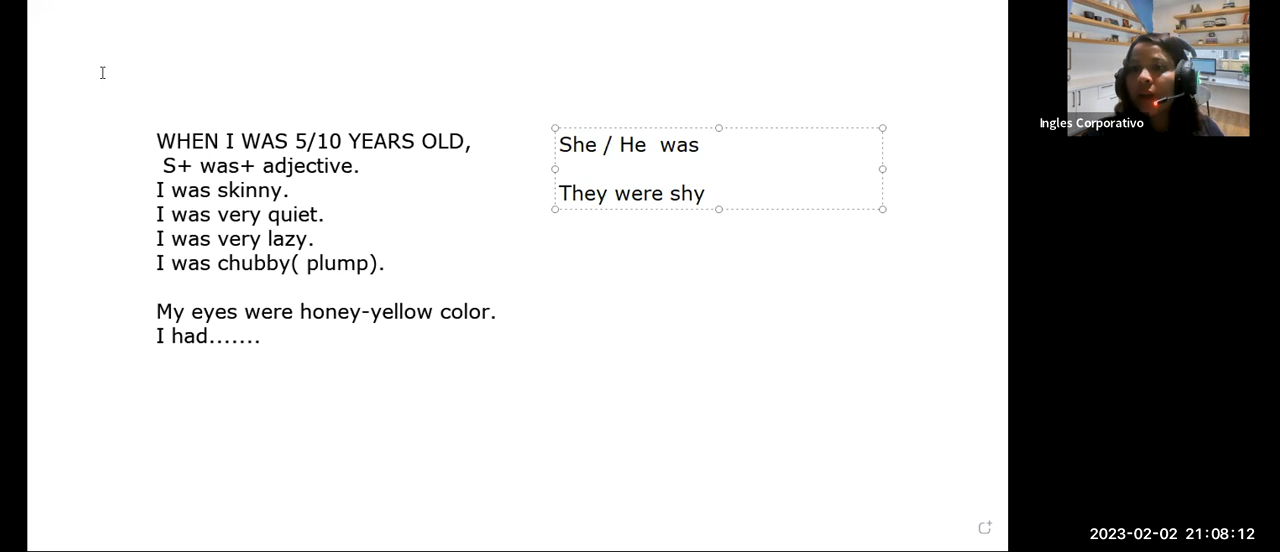 WHEN I WAS 5/10 YEARS OLD,
S+ was+ adjective.
I was skinny.
I was very quiet.
I was very lazy.
I was chubby( plump).
My eyes were honey-yellow color.
I had.......
She / He  was
They were shy
Ingles Corporativo
2023-02-02 21:08:12